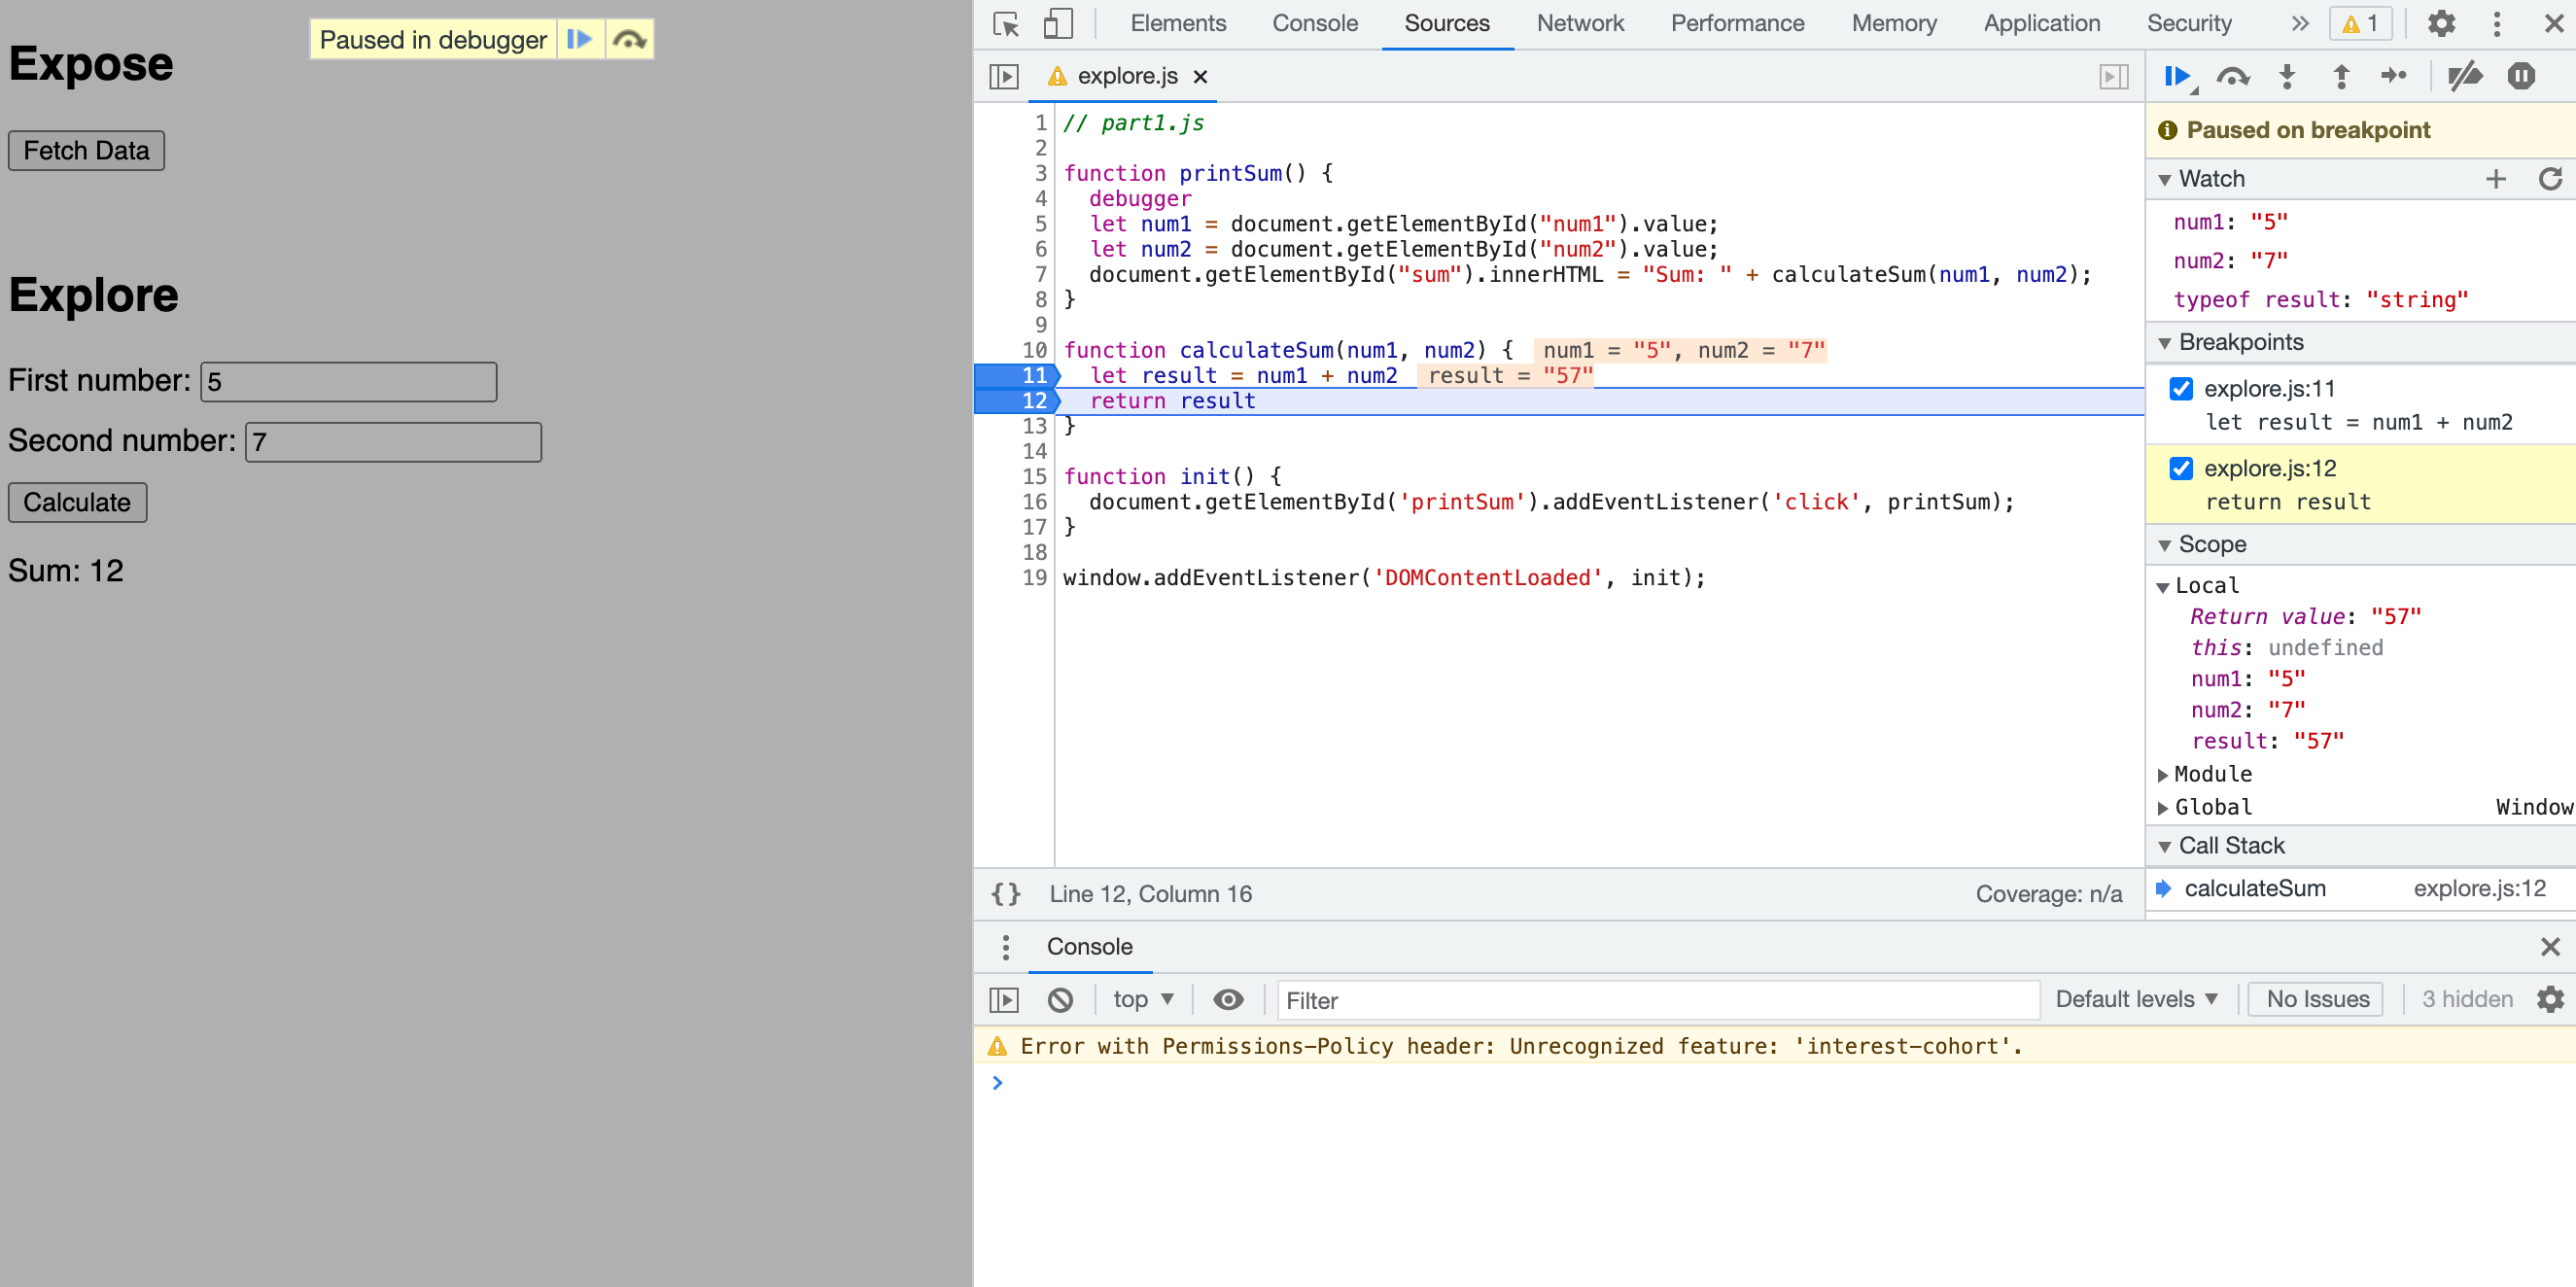 Expose
Paused in debugger
Fetch Data
Explore
First number: 5
Second number: 7
Calculate
Sum: 12
Elements Console Sources Network Performance Memory Application Security » 1
explore.js ×
1 // part1.js
2
3 function printSum() {
4 debugger
5 let num1 = document.getElementById("num1").value;
6 let num2 = document.getElementById("num2").value;
7 document.getElementById("sum").innerHTML = "Sum: " + calculateSum(num1, num2);
8 }
9
10 function calculateSum(num1, num2) { num1 = "5", num2 = "7"
11 let result = num1 + num2 result = "57"
12 return result
13 }
14
15 function init() {
16 document.getElementById('printSum').addEventListener('click', printSum);
17 }
18
19 window.addEventListener('DOMContentLoaded', init);
{} Line 12, Column 16 Coverage: n/a
Paused on breakpoint
Watch
num1: "5"
num2: "7"
typeof result: "string"
Breakpoints
explore.js:11
let result = num1 + num2
explore.js:12
return result
Scope
Local
Return value: "57"
this: undefined
num1: "5"
num2: "7"
result: "57"
Module
Global Window
Call Stack
calculateSum explore.js:12
Console
top Filter Default levels No Issues 3 hidden
Error with Permissions-Policy header: Unrecognized feature: 'interest-cohort'.
>